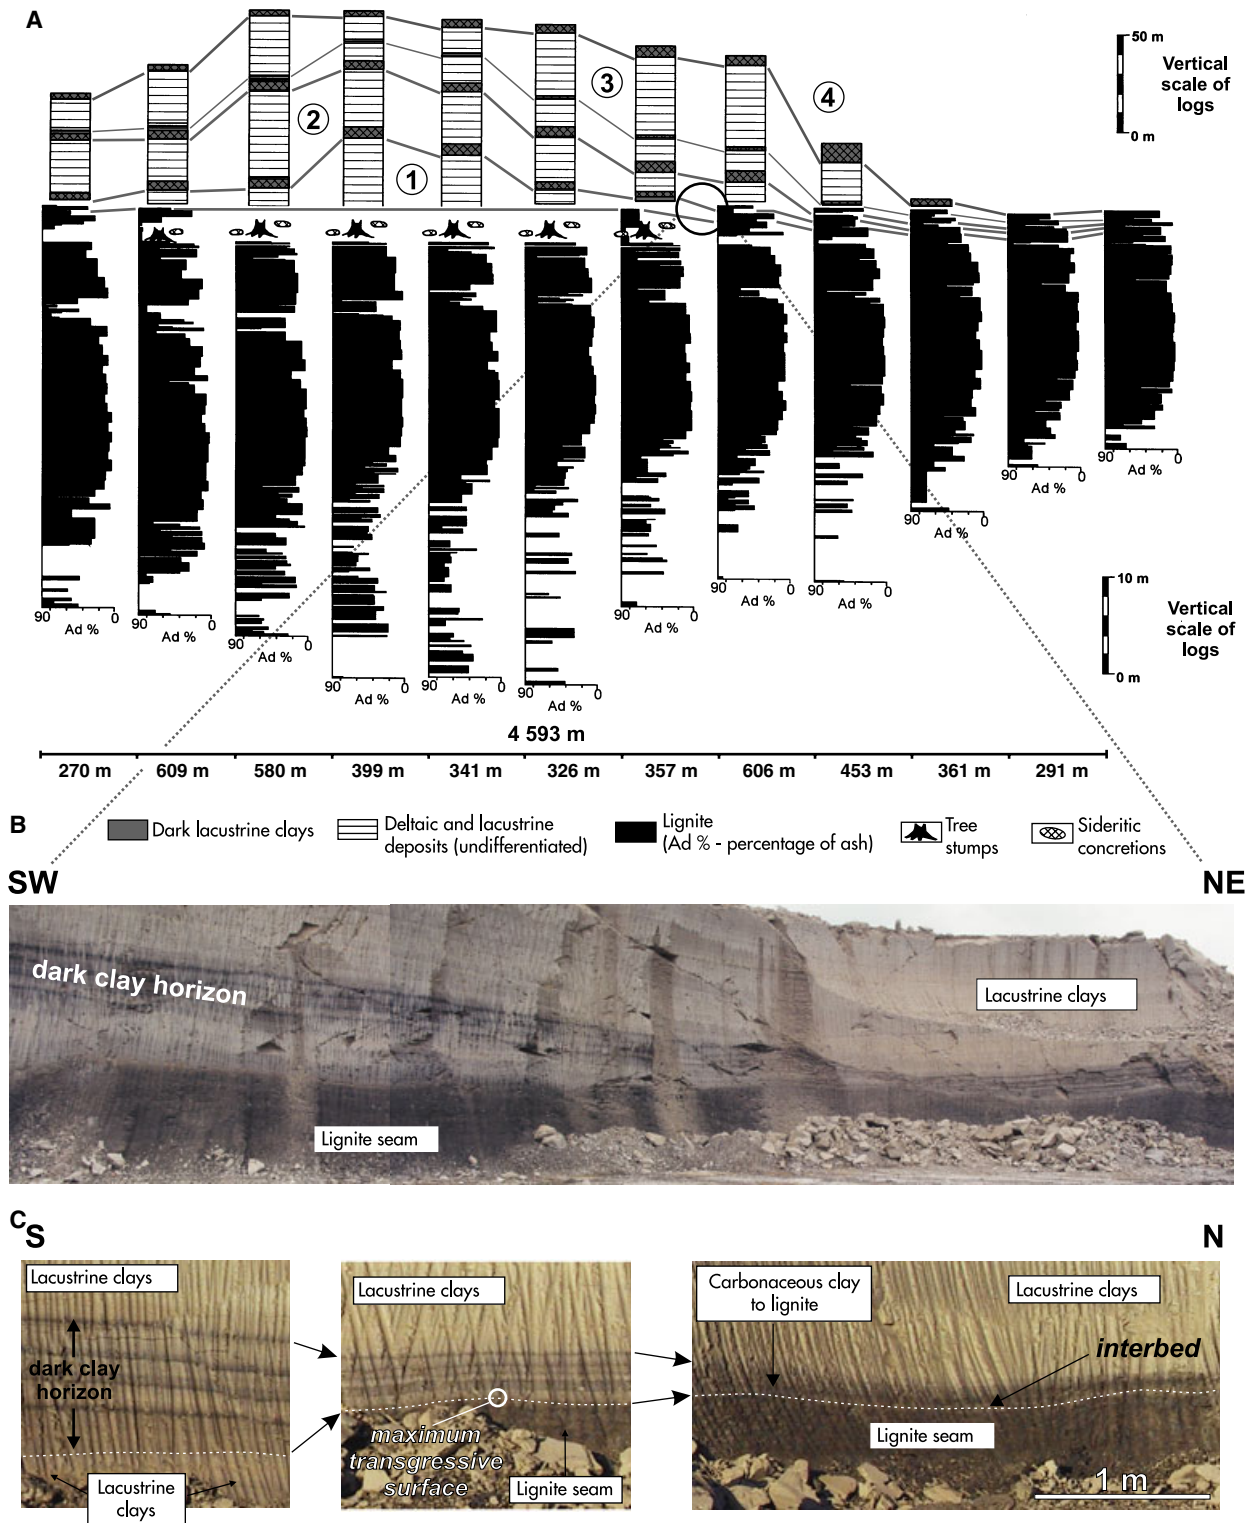 A
50 m
Vertical
scale of
logs
0 m
1
2
3
4
90 0
Ad %
90 0
Ad %
90 0
Ad %
90 0
Ad %
90 0
Ad %
90 0
Ad %
90 0
Ad %
90 0
Ad %
90 0
Ad %
90 0
Ad %
90 0
Ad %
90 0
Ad %
10 m
Vertical
scale of
logs
0 m
4 593 m
270 m 609 m 580 m 399 m 341 m 326 m 357 m 606 m 453 m 361 m 291 m
B
Dark lacustrine clays
Deltaic and lacustrine
deposits (undifferentiated)
Lignite
(Ad % - percentage of ash)
Tree
stumps
Sideritic
concretions
SW
NE
dark clay horizon
Lacustrine clays
Lignite seam
C
S
N
Lacustrine clays
dark clay
horizon
Lacustrine
clays
Lacustrine clays
maximum
transgressive
surface
Lignite seam
Carbonaceous clay
to lignite
Lacustrine clays
interbed
Lignite seam
1 m